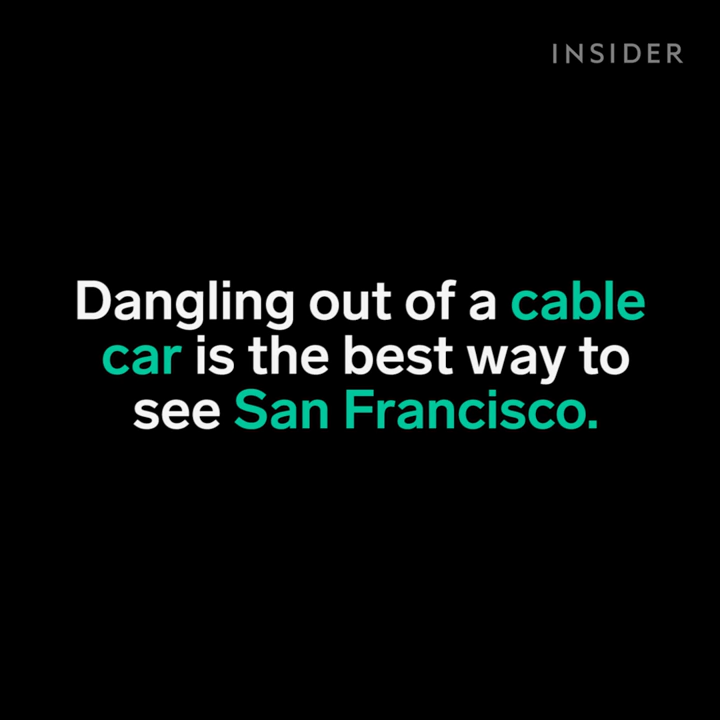 INSIDER
Dangling out of a cable
car is the best way to
see San Francisco.